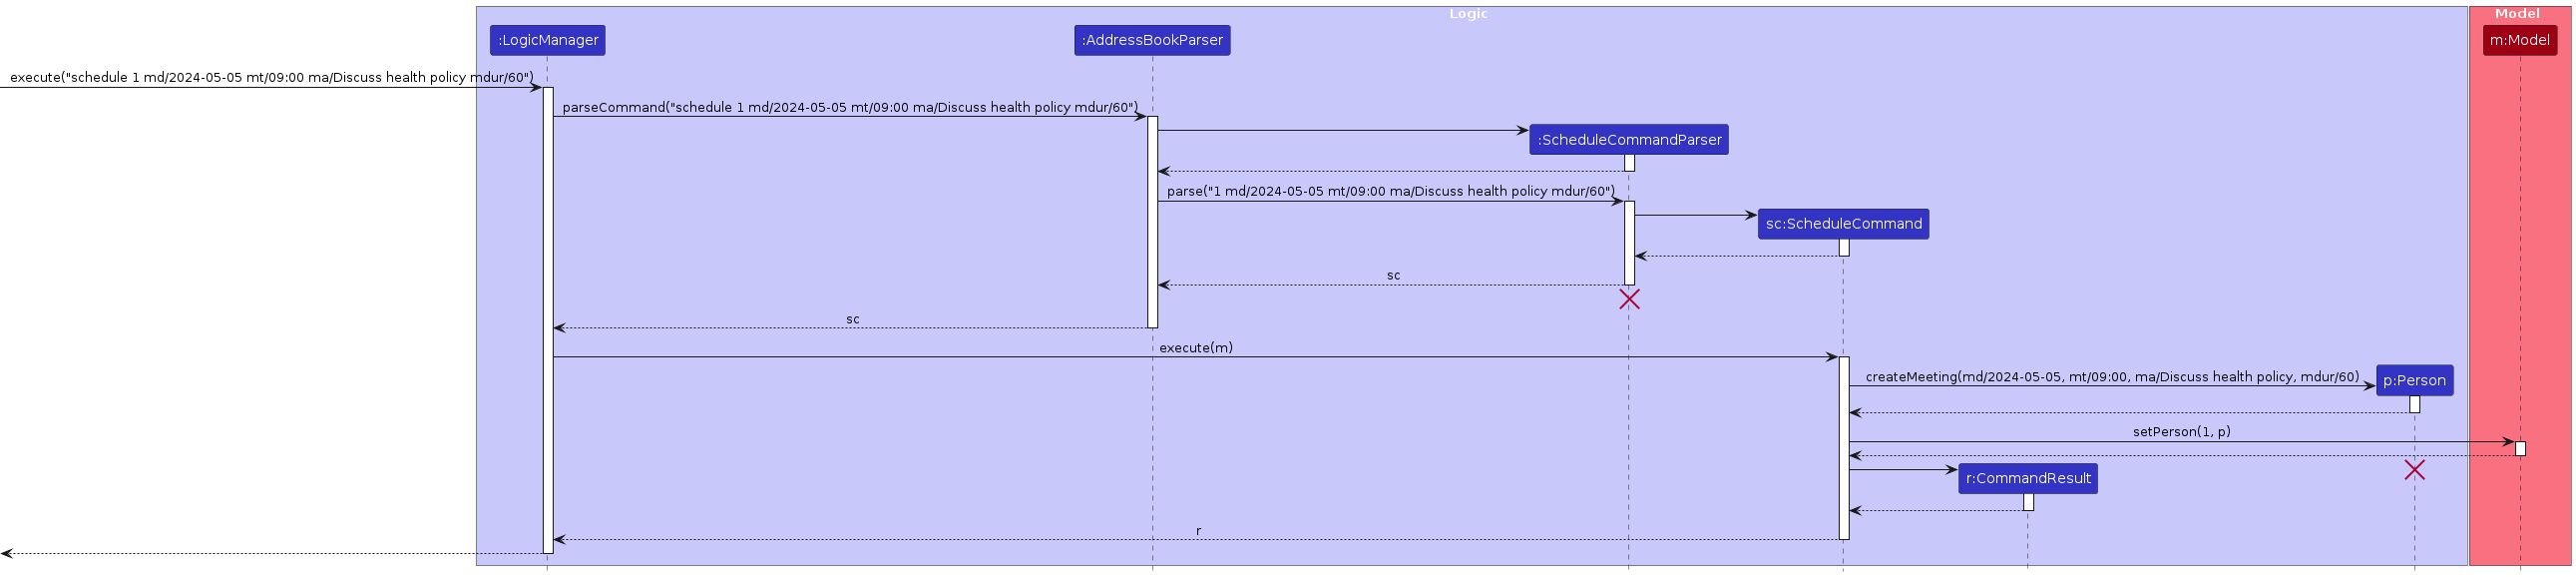 Logic
Model
:LogicManager
:AddressBookParser
m:Model
execute("schedule 1 md/2024-05-05 mt/09:00 ma/Discuss health policy mdur/60")
parseCommand("schedule 1 md/2024-05-05 mt/09:00 ma/Discuss health policy mdur/60")
:ScheduleCommandParser
parse("1 md/2024-05-05 mt/09:00 ma/Discuss health policy mdur/60")
sc:ScheduleCommand
sc
sc
execute(m)
createMeeting(md/2024-05-05, mt/09:00, ma/Discuss health policy, mdur/60)
p:Person
setPerson(1, p)
r:CommandResult
r